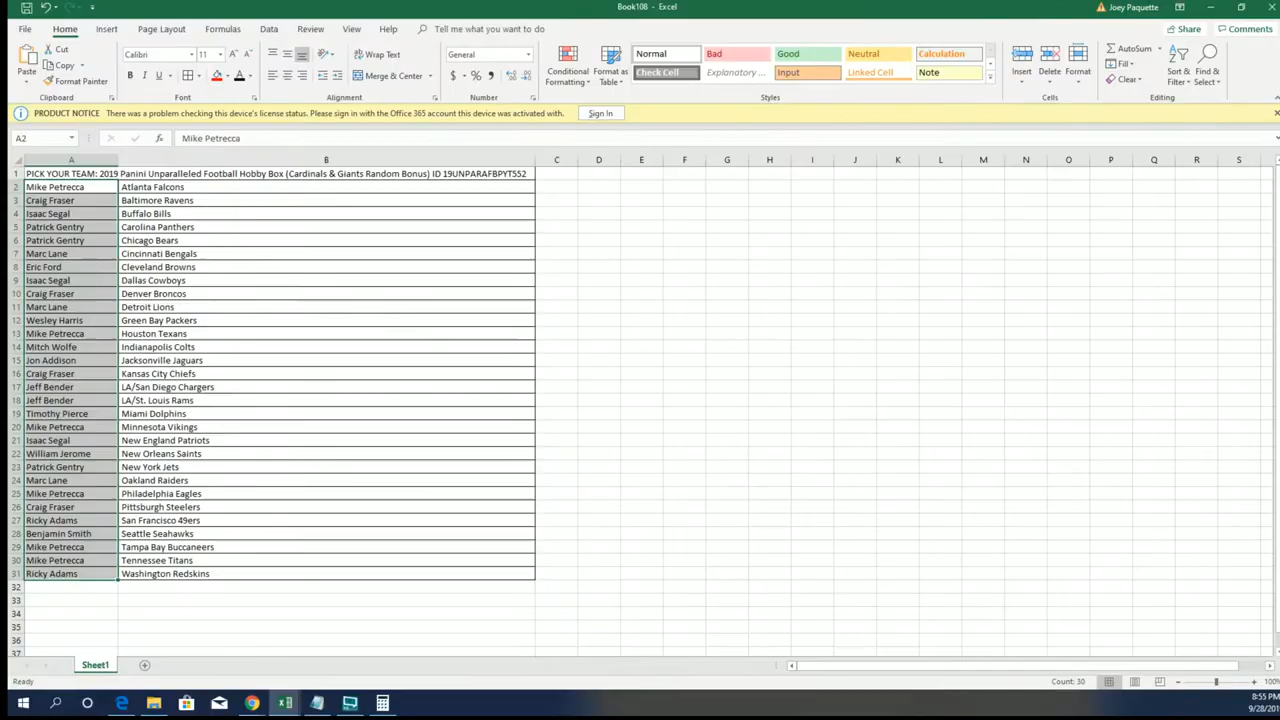 Book108 - Excel
Joey Paquette
File Home Insert Page Layout Formulas Data Review View Help Tell me what you want to do
Share Comments
Paste
Cut
Copy
Format Painter
Clipboard
Calibri 11
B I U
Font
Wrap Text
Merge & Center
Alignment
General
$ % ,
Number
Conditional Formatting
Format as Table
Normal Bad Good Neutral Calculation
Check Cell Explanatory ... Input Linked Cell Note
Styles
Insert Delete Format
Cells
AutoSum
Fill
Clear
Sort & Filter
Find & Select
Editing
PRODUCT NOTICE There was a problem checking this device's license status. Please sign in with the Office 365 account this device was activated with. Sign In
A2 fx Mike Petrecca
A B C D E F G H I J K L M N O P Q R S
1 PICK YOUR TEAM: 2019 Panini Unparalleled Football Hobby Box (Cardinals & Giants Random Bonus) ID 19UNPARAFBPYT552
2 Mike Petrecca Atlanta Falcons
3 Craig Fraser Baltimore Ravens
4 Isaac Segal Buffalo Bills
5 Patrick Gentry Carolina Panthers
6 Patrick Gentry Chicago Bears
7 Marc Lane Cincinnati Bengals
8 Eric Ford Cleveland Browns
9 Isaac Segal Dallas Cowboys
10 Craig Fraser Denver Broncos
11 Marc Lane Detroit Lions
12 Wesley Harris Green Bay Packers
13 Mike Petrecca Houston Texans
14 Mitch Wolfe Indianapolis Colts
15 Jon Addison Jacksonville Jaguars
16 Craig Fraser Kansas City Chiefs
17 Jeff Bender LA/San Diego Chargers
18 Jeff Bender LA/St. Louis Rams
19 Timothy Pierce Miami Dolphins
20 Mike Petrecca Minnesota Vikings
21 Isaac Segal New England Patriots
22 William Jerome New Orleans Saints
23 Patrick Gentry New York Jets
24 Marc Lane Oakland Raiders
25 Mike Petrecca Philadelphia Eagles
26 Craig Fraser Pittsburgh Steelers
27 Ricky Adams San Francisco 49ers
28 Benjamin Smith Seattle Seahawks
29 Mike Petrecca Tampa Bay Buccaneers
30 Mike Petrecca Tennessee Titans
31 Ricky Adams Washington Redskins
32
33
34
35
36
37
Sheet1
Ready
Count: 30
100%
8:55 PM
9/28/201